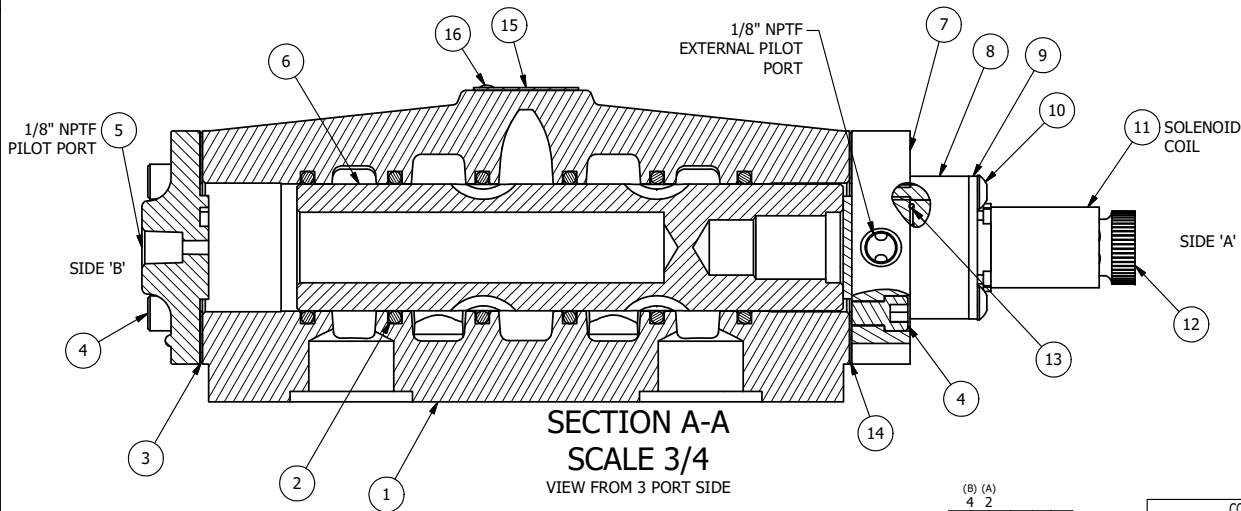 16
15
1/8" NPTF
EXTERNAL PILOT
PORT
7
8
9
6
10
1/8" NPTF
PILOT PORT
5
11
SOLENOID
COIL
SIDE 'B'
SIDE 'A'
4
12
13
3
2
1
14
4
SECTION A-A
SCALE 3/4
VIEW FROM 3 PORT SIDE
(B) (A)
4 2